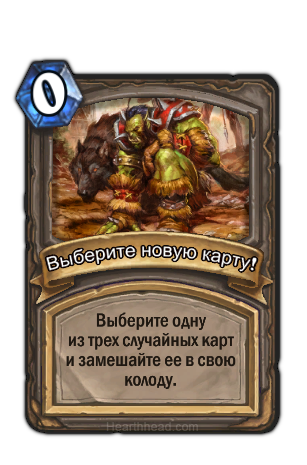 0
Выберите новую карту!
Выберите одну
из трех случайных карт
и замешайте ее в свою
колоду.
Hearthhead.com